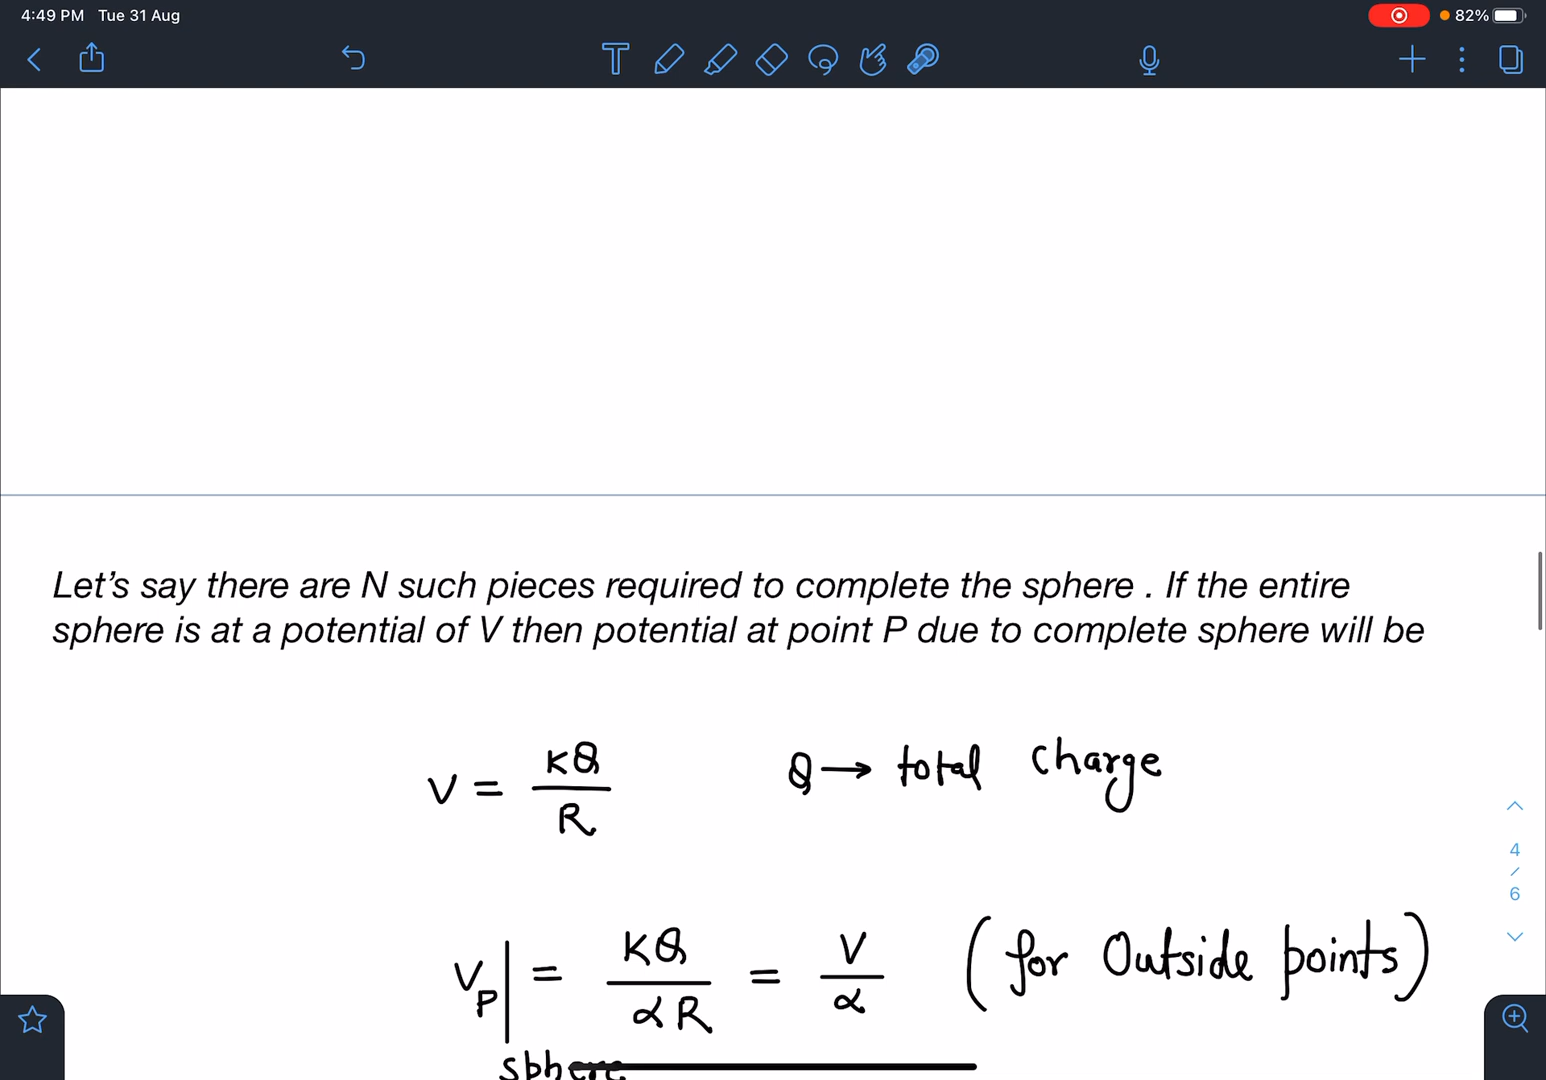 4:49 PM Tue 31 Aug
82%
T
Let's say there are N such pieces required to complete the sphere . If the entire
sphere is at a potential of V then potential at point P due to complete sphere will be
V = KQ/R Q → total charge
4
/
6
V_P| = KQ/αR = V/α (for Outside points)
sphere